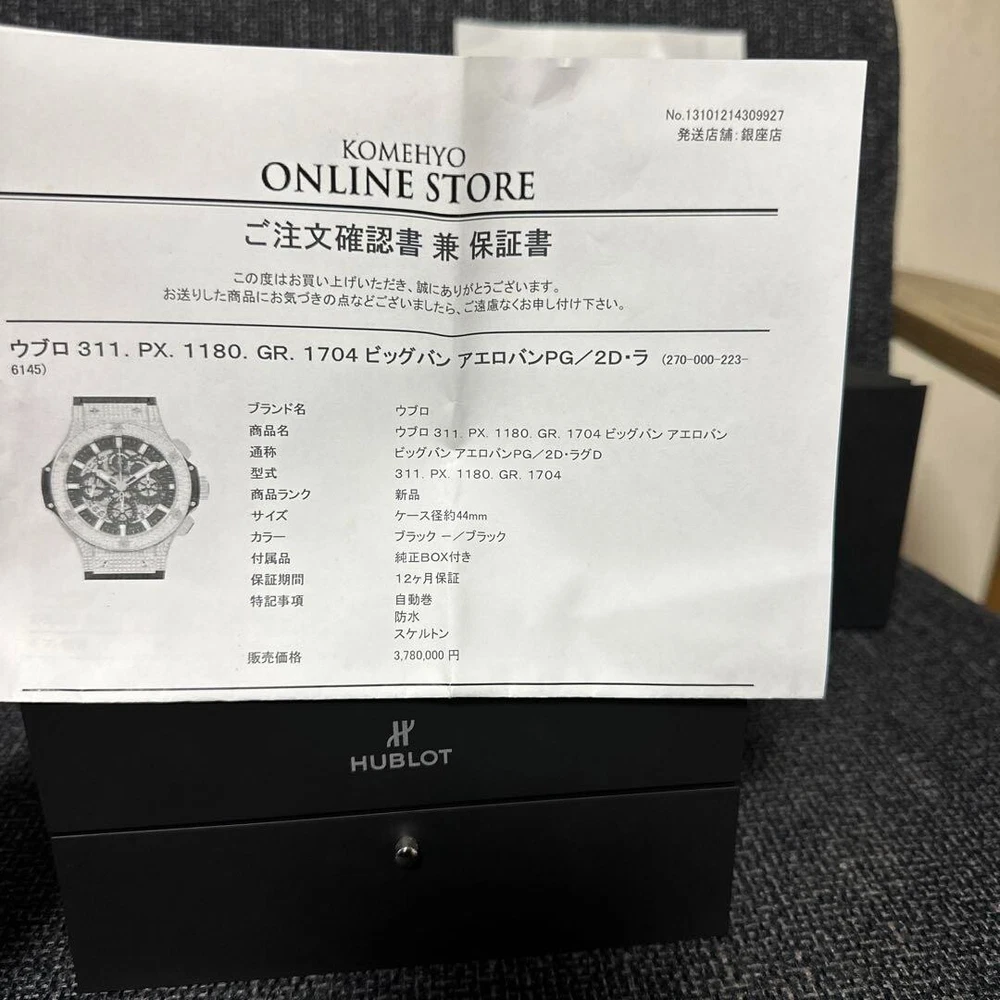 No.13101214309927
発送店舗:銀座店
KOMEHYO
ONLINE STORE
ご注文確認書 兼 保証書
この度はお買い上げいただき、誠にありがとうございます。
お送りした商品にお気づきの点などございましたら、ご遠慮なくお申し付け下さい。
ウブロ 311. PX. 1180. GR. 1704 ビッグバン アエロバンPG/2D・ラ (270-000-223-
6145)
ブランド名 ウブロ
商品名 ウブロ 311. PX. 1180. GR. 1704 ビッグバン アエロバン
通称 ビッグバン アエロバンPG/2D・ラグD
型式 311. PX. 1180. GR. 1704
商品ランク 新品
サイズ ケース径約44mm
カラー ブラック ー/ブラック
付属品 純正BOX付き
保証期間 12ヶ月保証
特記事項 自動巻
防水
スケルトン
販売価格 3,780,000 円
HUBLOT